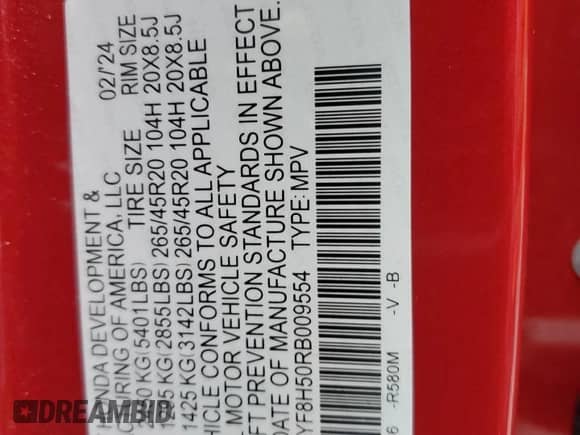 HONDA DEVELOPMENT & 02/'24
RING OF AMERICA, LLC
KG(5401LBS) TIRE SIZE RIM SIZE
KG(2855LBS) 265/45R20 104H 20X8.5J
1425 KG(3142LBS) 265/45R20 104H 20X8.5J
HICLE CONFORMS TO ALL APPLICABLE
MOTOR VEHICLE SAFETY
FT PREVENTION STANDARDS IN EFFECT
DATE OF MANUFACTURE SHOWN ABOVE.
YF8H50RB009554 TYPE: MPV
6 -R580M -V -B
DREAMBID